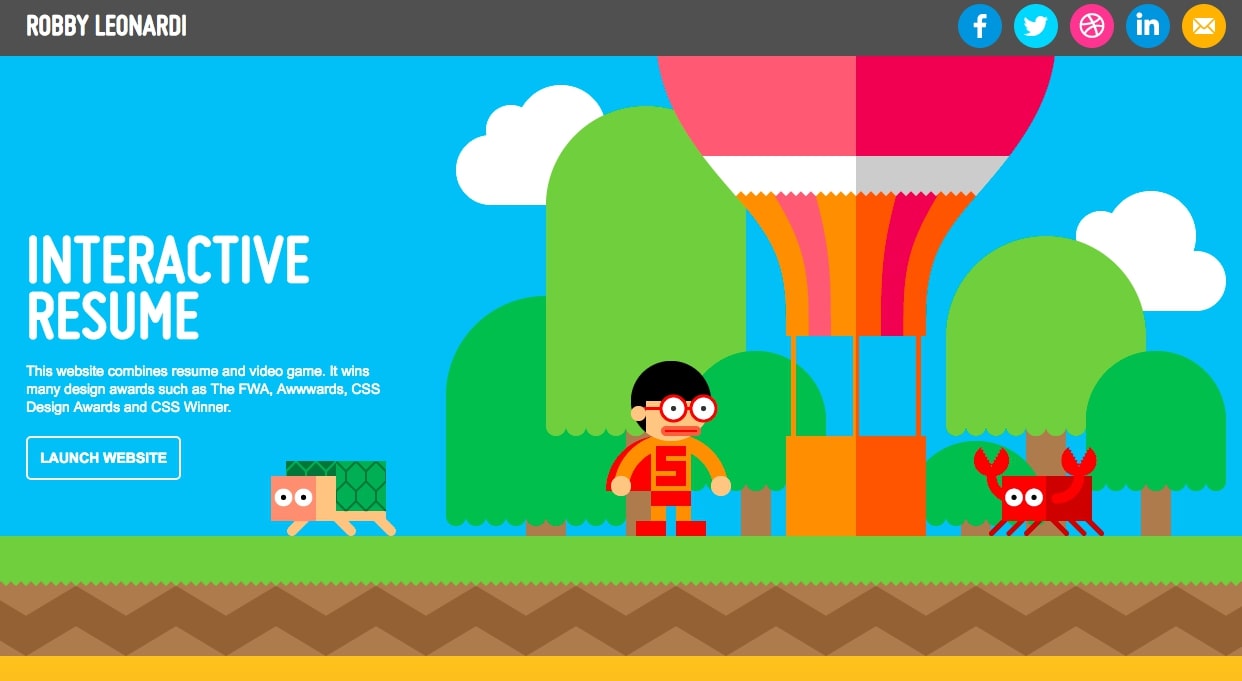 ROBBY LEONARDI
INTERACTIVE
RESUME
This website combines resume and video game. It wins
many design awards such as The FWA, Awwwards, CSS
Design Awards and CSS Winner.
LAUNCH WEBSITE
S
f
in